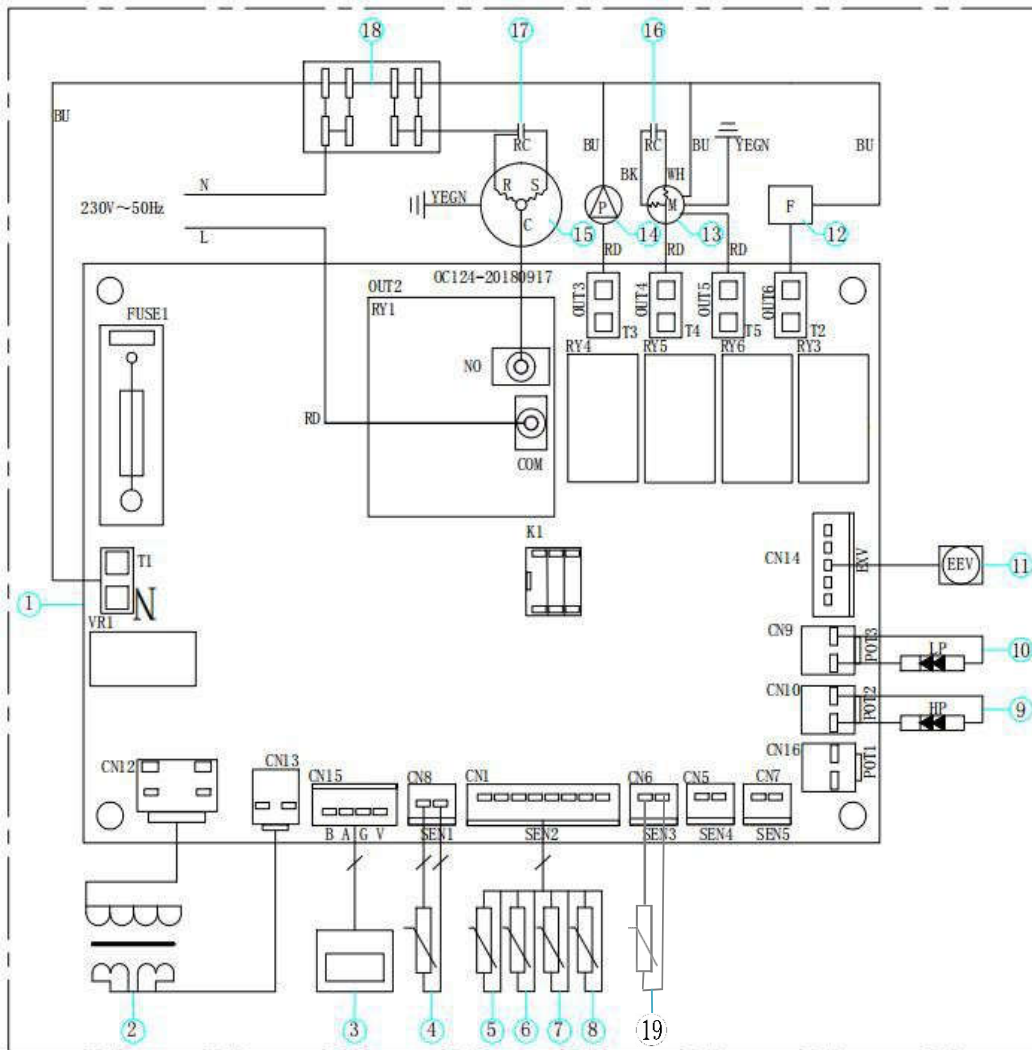 18 17 16
BU
RC
BU
RC
BU
YEGN
BU
BK
WH
N
YEGN
R S
M
P
F
230V～50Hz
C
15 14 13 12
L
RD RD RD
OC124-20180917
OUT2
OUT3
OUT4
OUT5
OUT6
FUSE1
RY1
T3 T4 T5 T2
RY4 RY5 RY6 RY3
NO
RD
COM
K1
CN14
EXV
EEV
11
T1
1
N
VR1
CN9
POT3
LP
10
CN10
POT2
HP
9
CN16
POT1
CN12
CN13
CN15
CN8
CN1
CN6
CN5
CN7
B A G V
SEN1
SEN2
SEN3
SEN4
SEN5
2 3 4 5 6 7 8 19